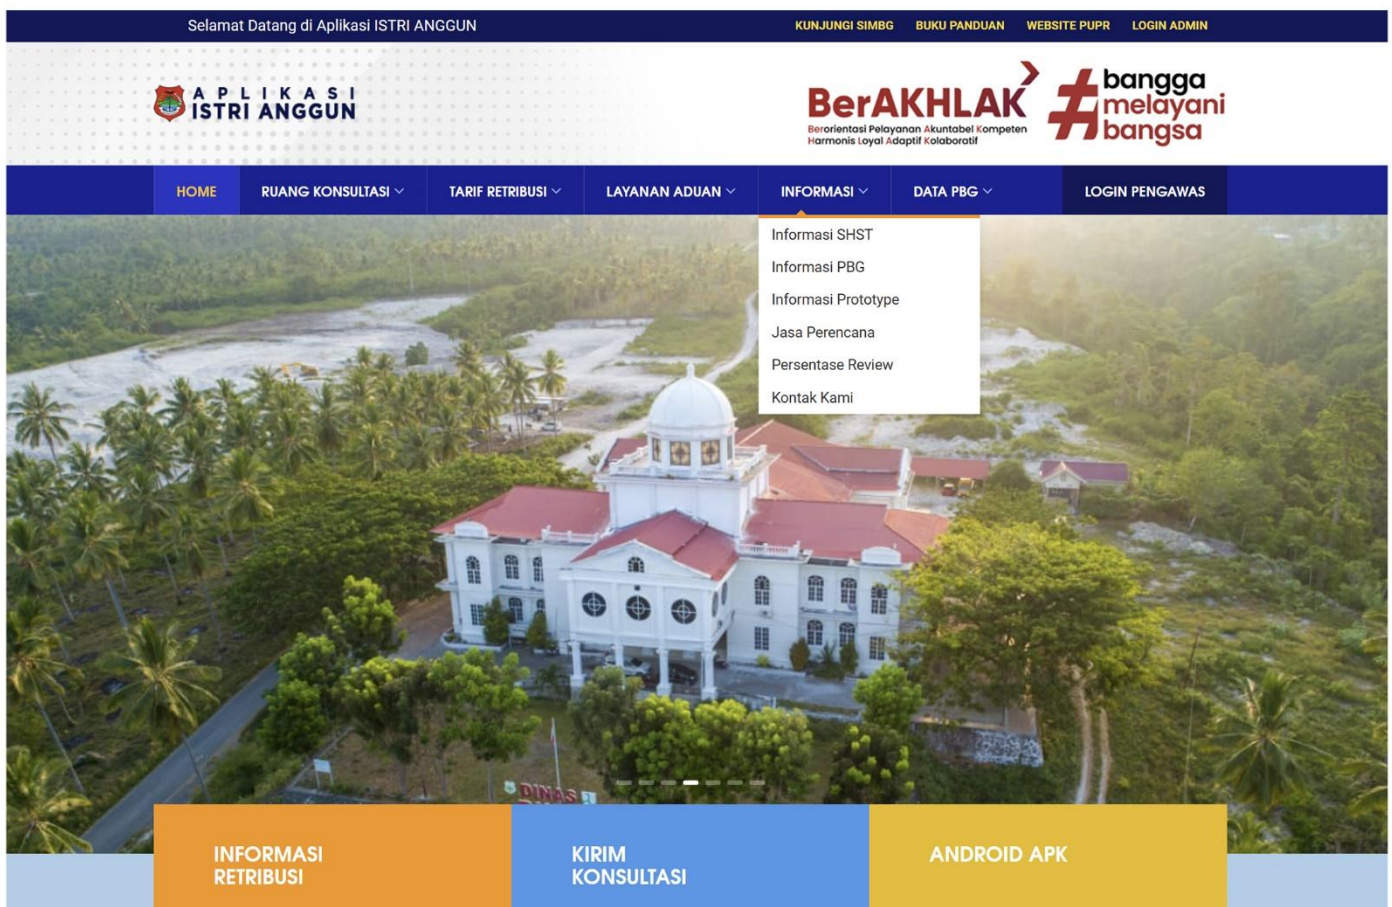 Selamat Datang di Aplikasi ISTRI ANGGUN
KUNJUNGI SIMBG
BUKU PANDUAN
WEBSITE PUPR
LOGIN ADMIN
APLIKASI
ISTRI ANGGUN
BerAKHLAK
Berorientasi Pelayanan Akuntabel Kompeten
Harmonis Loyal Adaptif Kolaboratif
#bangga
melayani
bangsa
HOME
RUANG KONSULTASI
TARIF RETRIBUSI
LAYANAN ADUAN
INFORMASI
DATA PBG
LOGIN PENGAWAS
Informasi SHST
Informasi PBG
Informasi Prototype
Jasa Perencana
Persentase Review
Kontak Kami
DINAS
INFORMASI
RETRIBUSI
KIRIM
KONSULTASI
ANDROID APK